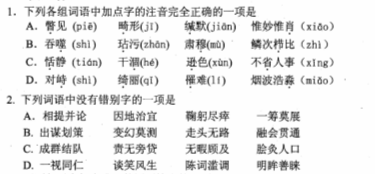 1．下列各组词语中加点字的注音完全正确的一项是
A．瞥见 (piē) 畸形(jī) 缄默(jiān) 惟妙惟肖（xiāo）
B．吞噬 (shì) 玷污(zhān) 肃穆(mù) 鳞次栉比（zhì）
C．恬静 (tián) 干涸(hé) 逊色(xùn) 不省人事（xǐng）
D．对峙 (shì) 绮丽(qǐ) 罹难(lí) 烟波浩淼（miǎo）
2．下列词语中没有错别字的一项是
A．相提并论 因地治宜 鞠躬尽瘁 一筹莫展
B. 出谋划策 变幻莫测 走头无路 融会贯通
C. 成群结队 责无旁贷 无暇顾及 脍炙人口
D. 一视同仁 谈笑风生 陈词滥调 明眸善睐